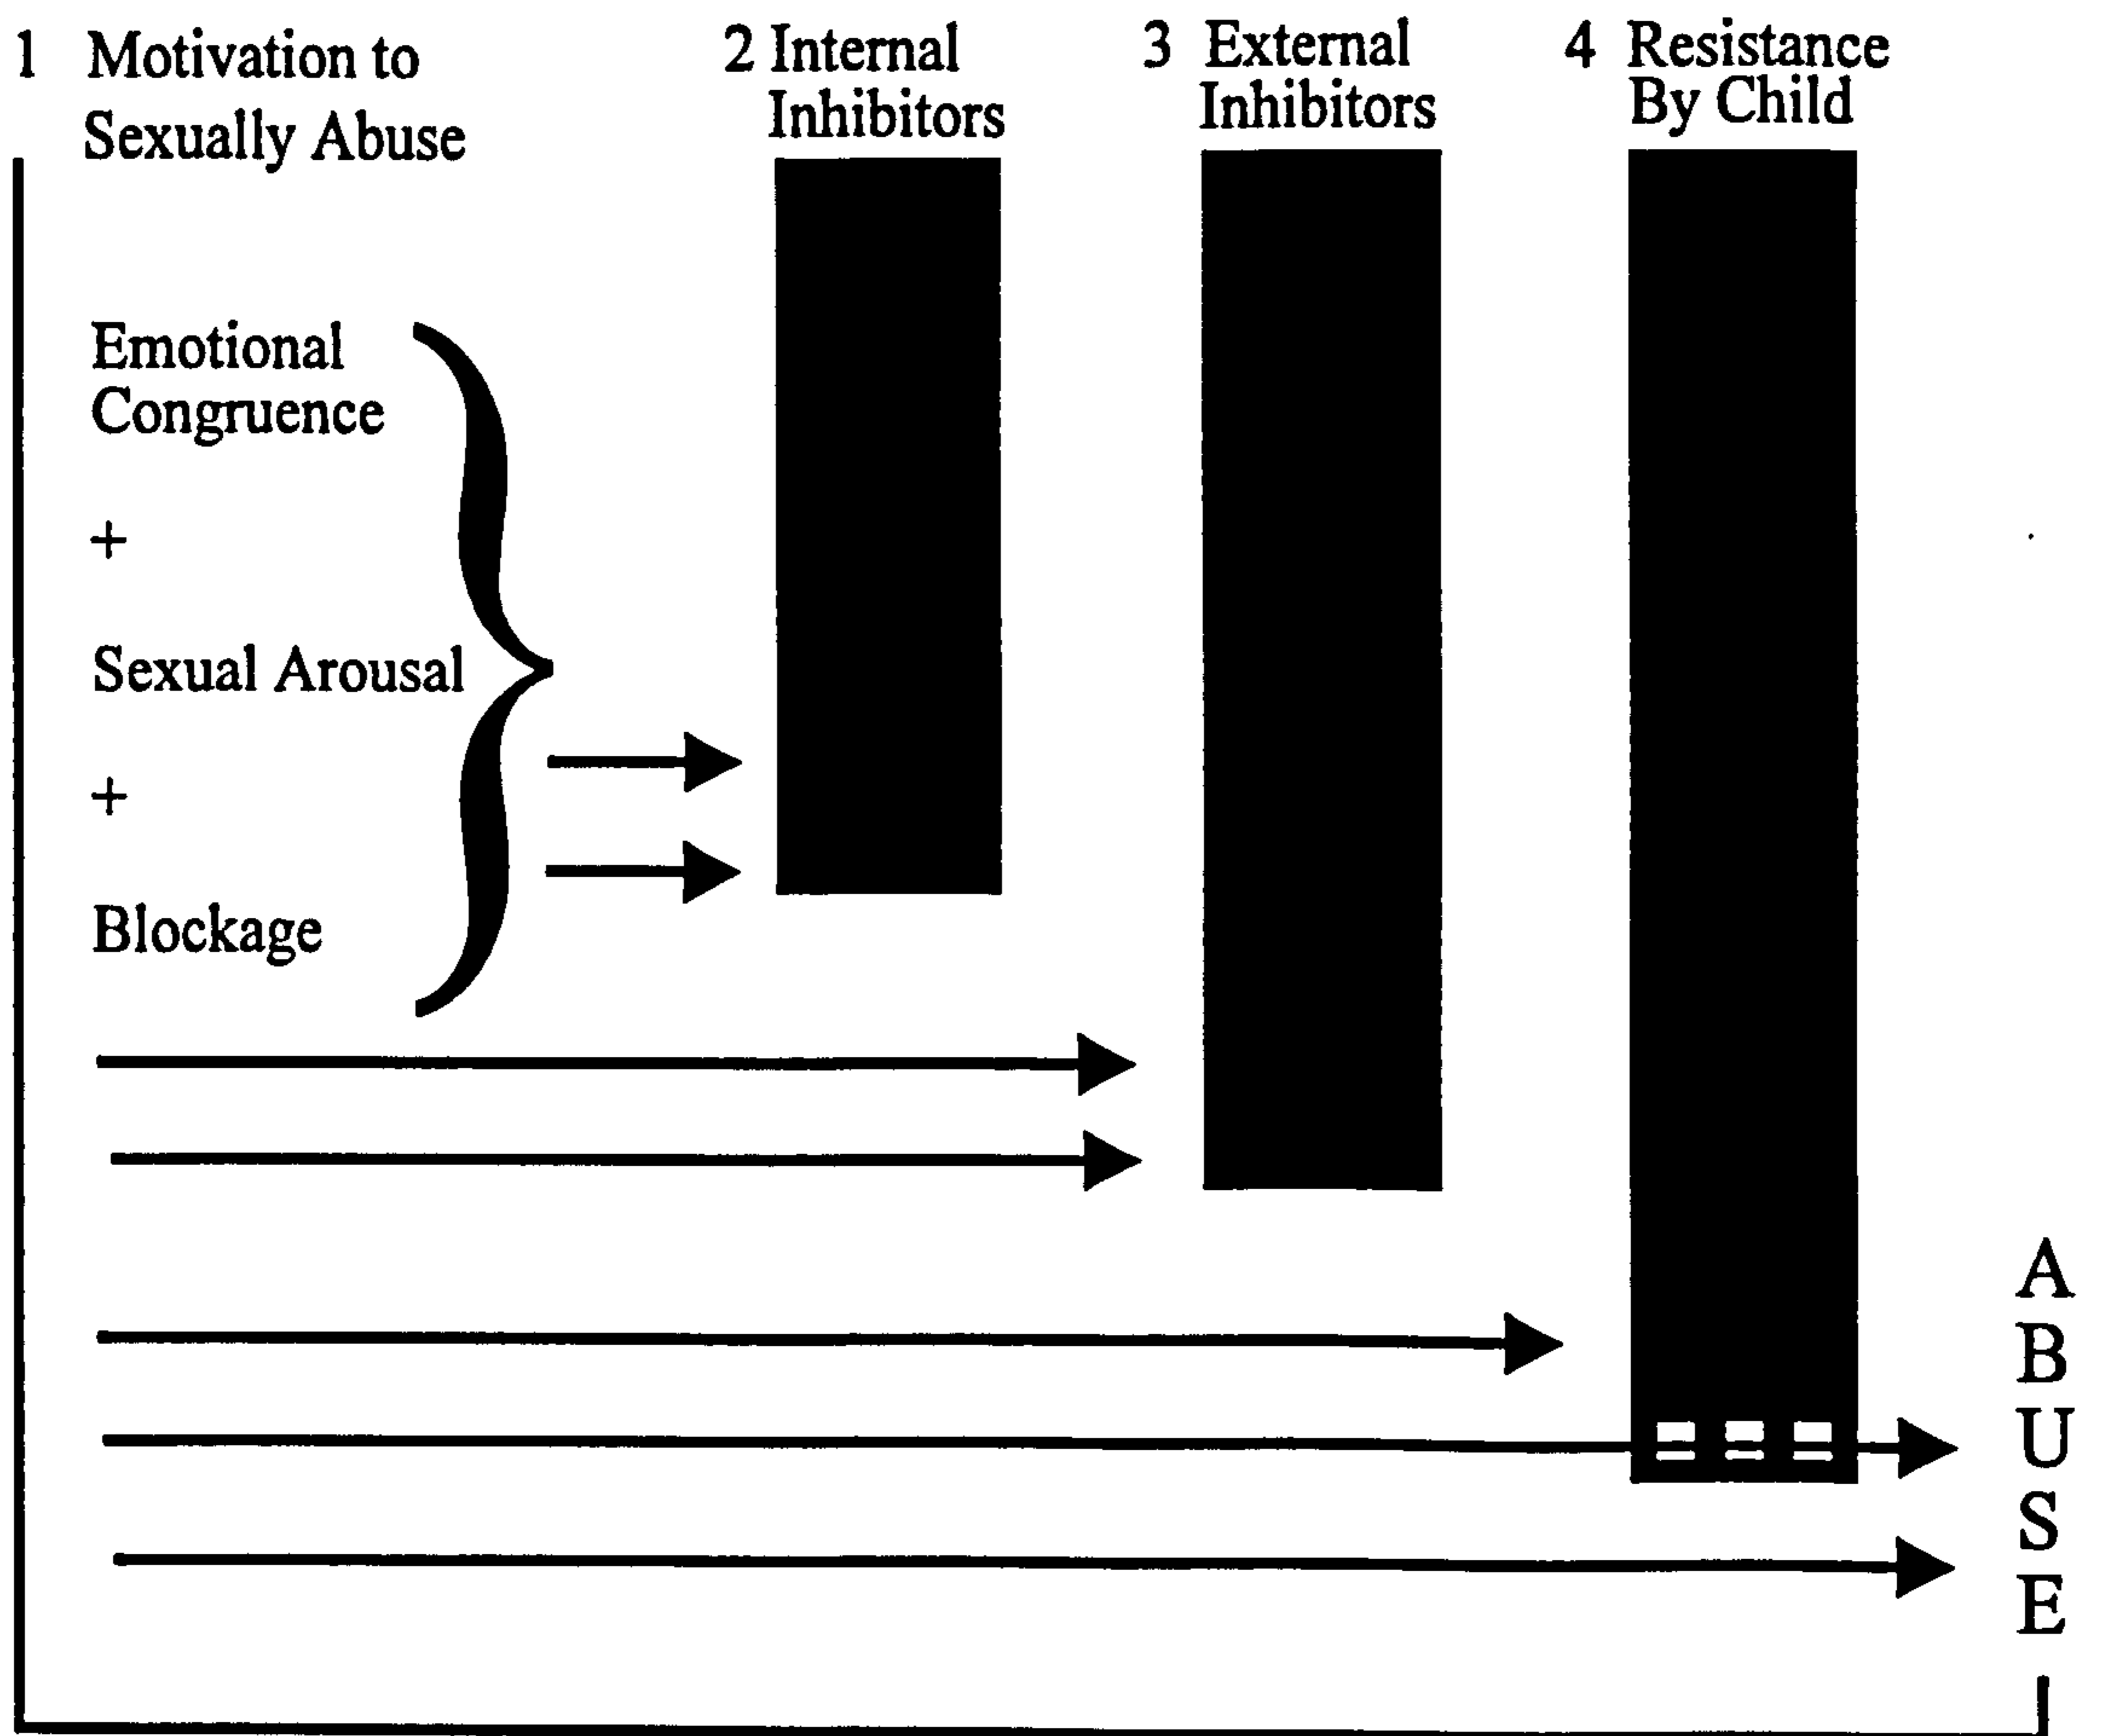 1 Motivation to
Sexually Abuse
2 Internal
Inhibitors
3 External
Inhibitors
4 Resistance
By Child
Emotional
Congruence
+
Sexual Arousal
+
Blockage
A
B
U
S
E